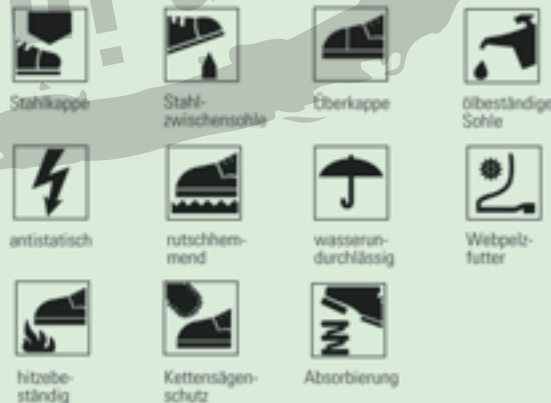 Stahlkappe
Stahl-
zwischensohle
Überkappe
ölbeständige
Sohle
antistatisch
rutschhem-
mend
wasserun-
durchlässig
Webpelz-
futter
hitzebe-
ständig
Kettensägen-
schutz
Absorbierung